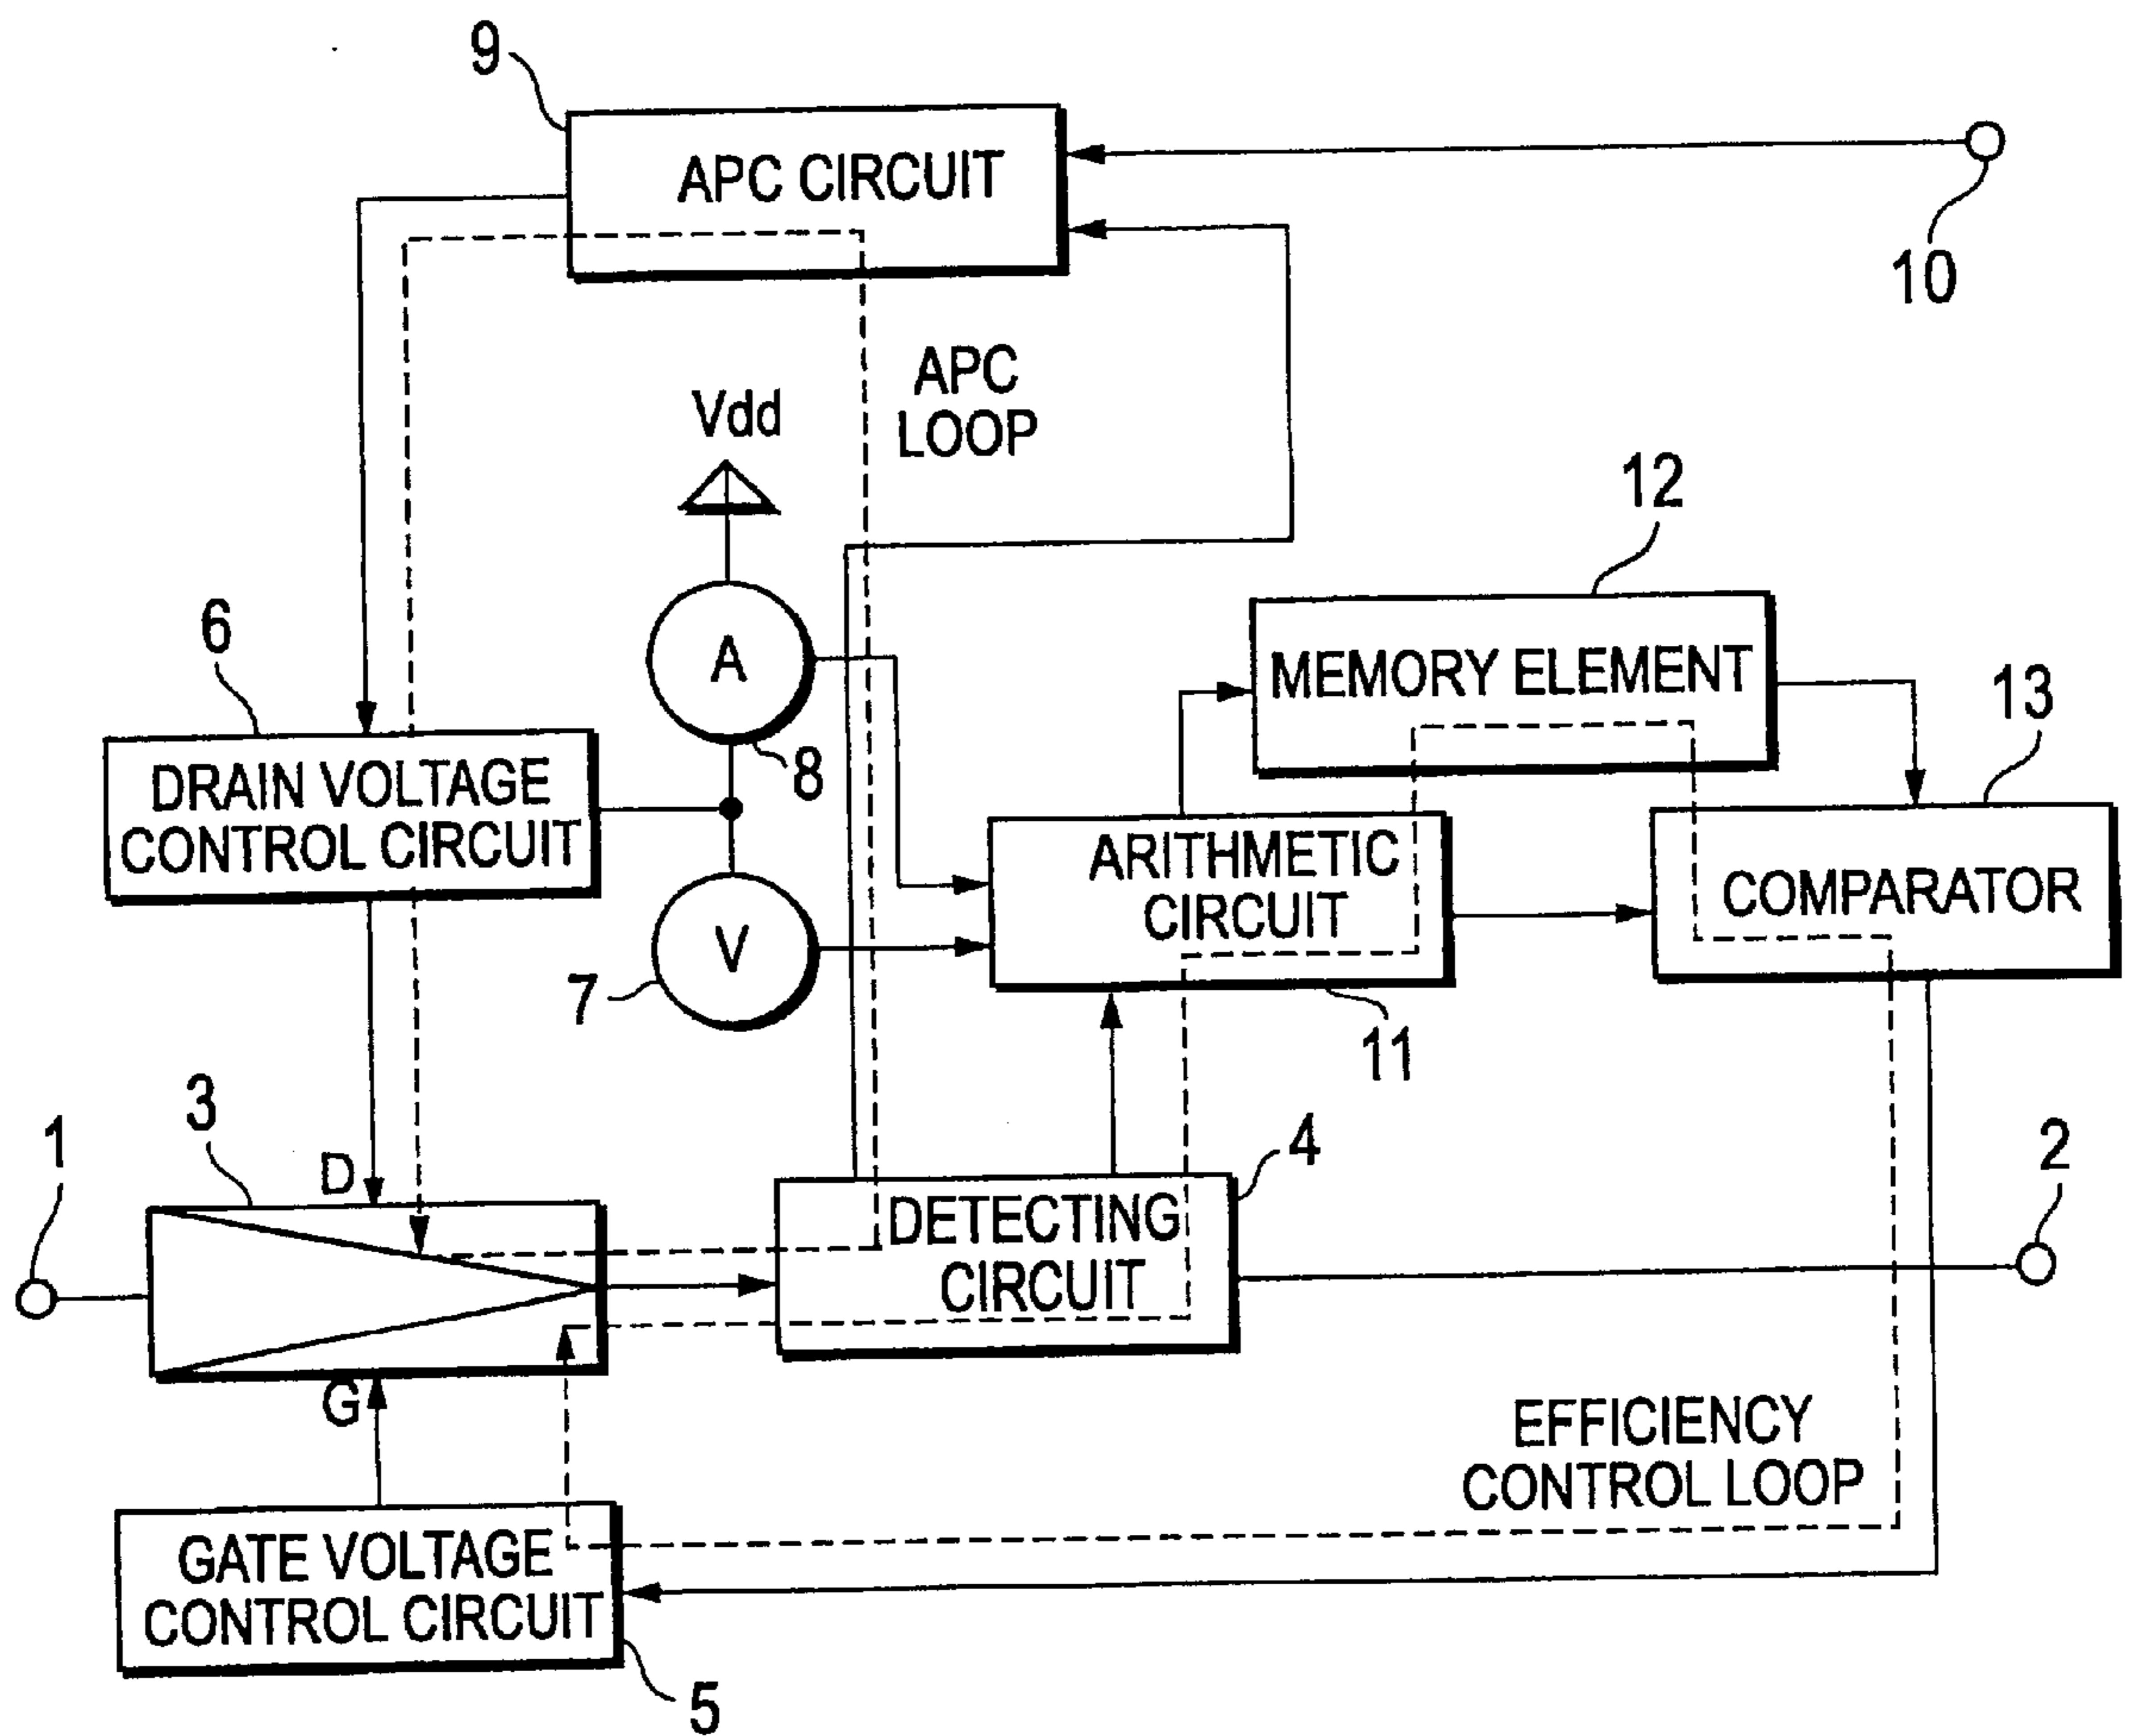 9
APC CIRCUIT
10
APC
LOOP
Vdd
12
6
A
MEMORY ELEMENT
13
8
DRAIN VOLTAGE
CONTROL CIRCUIT
ARITHMETIC
CIRCUIT
COMPARATOR
V
7
11
3
1
D
4
2
DETECTING
CIRCUIT
G
EFFICIENCY
CONTROL LOOP
GATE VOLTAGE
CONTROL CIRCUIT
5